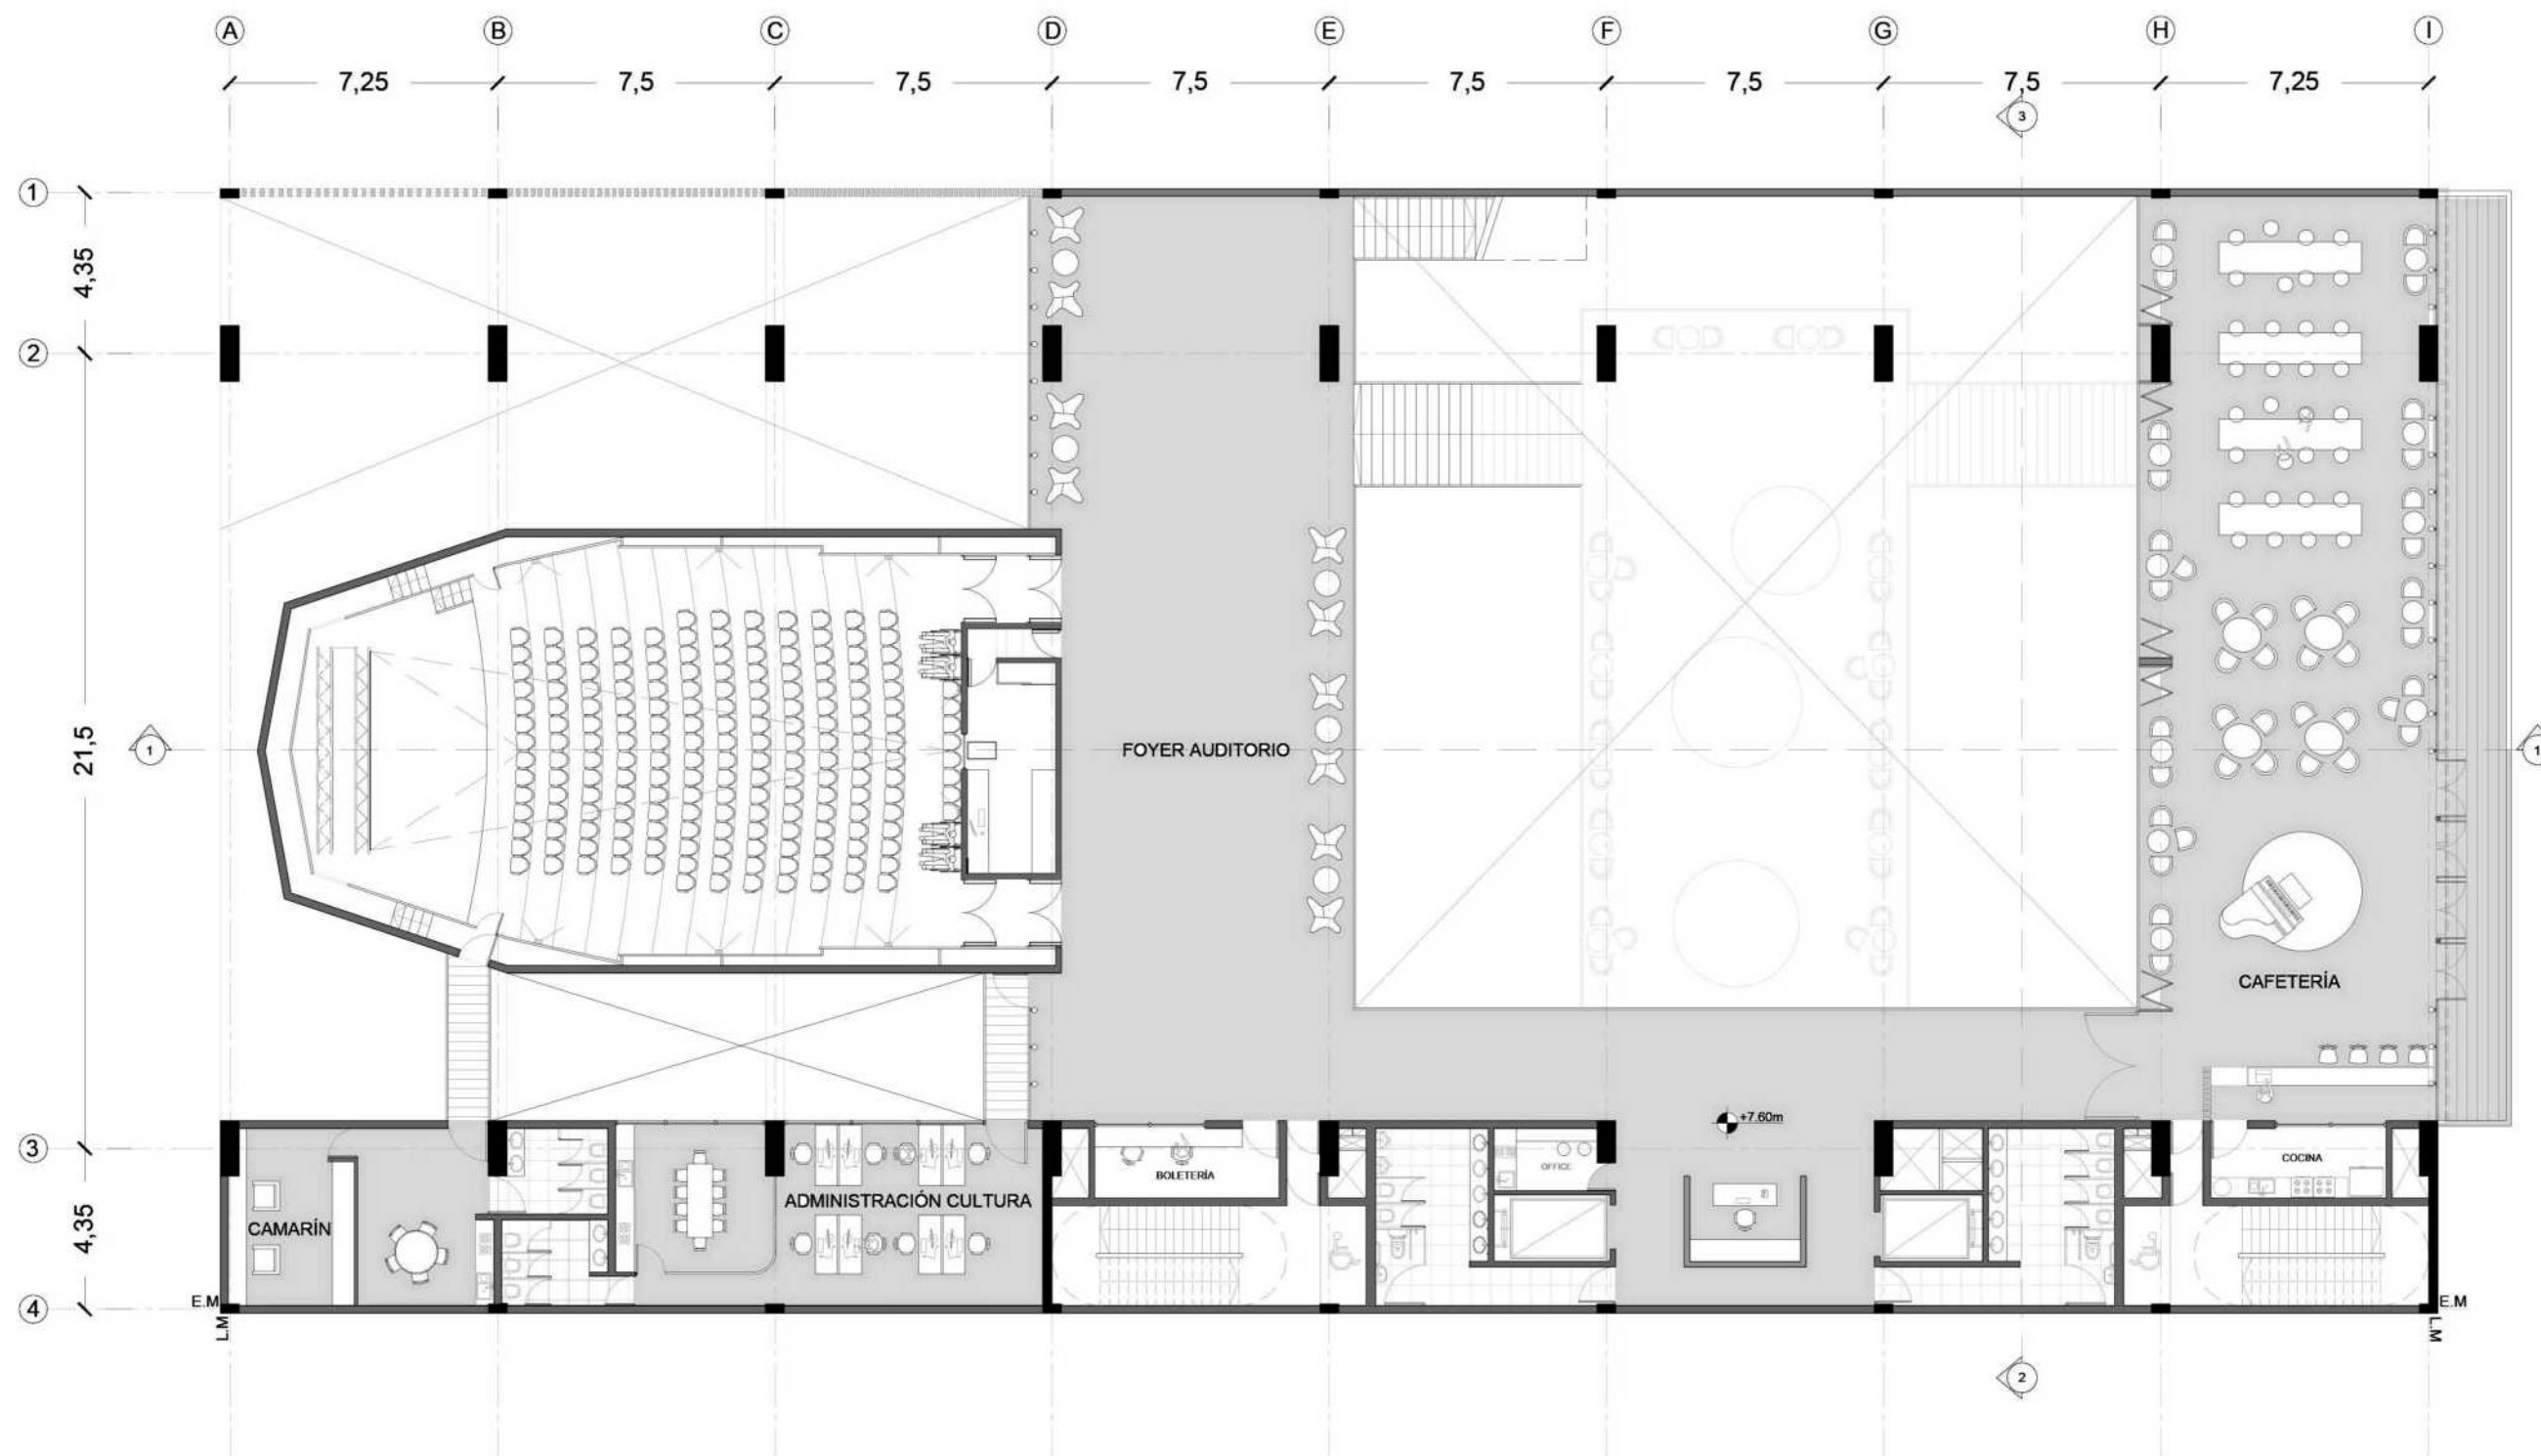 A B C D E F G H I
7,25 7,5 7,5 7,5 7,5 7,5 7,5 7,25
3
1
4,35
2
21,5
1
FOYER AUDITORIO
1
CAFETERÍA
+7.60m
3
BOLETERÍA
OFFICE
COCINA
ADMINISTRACIÓN CULTURA
CAMARÍN
4,35
E.M
E.M
4
L.M
L.M
2